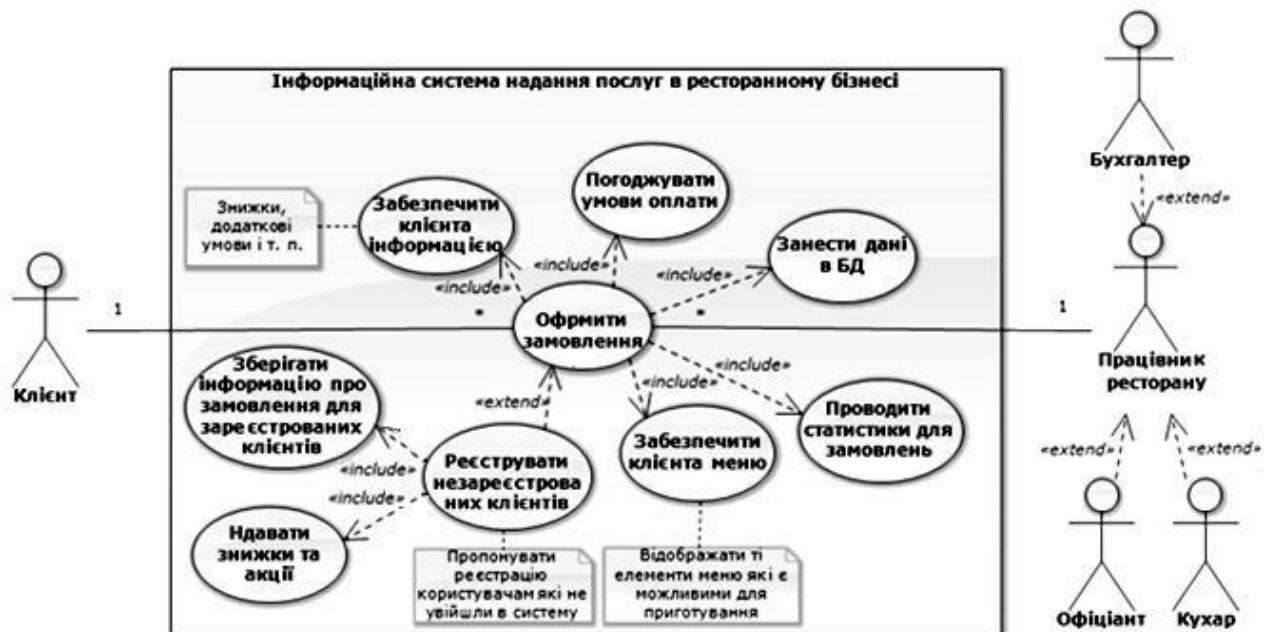 Інформаційна система надання послуг в ресторанному бізнесі
Знижки,
додаткові
умови і т. п.
Забезпечити
клієнта
інформацією
Погоджувати
умови оплати
Занести дані
в БД
«include»
«include»
«include»
Бухгалтер
«extend»
Клієнт
1
*
Офрмити
замовлення
*
1
Працівник
ресторану
Зберігати
інформацію про
замовлення для
зареєстрованих
клієнтів
«extend»
«include»
«include»
Забезпечити
клієнта меню
Проводити
статистики для
замовлень
«include»
«include»
Реєструвати
незареєстрова
них клієнтів
Ндавати
знижки та
акції
Пропонувати
реєстрацію
користувачам які не
увійшли в систему
Відображати ті
елементи меню які є
можливими для
приготування
«extend»
«extend»
Офіціант
Кухар